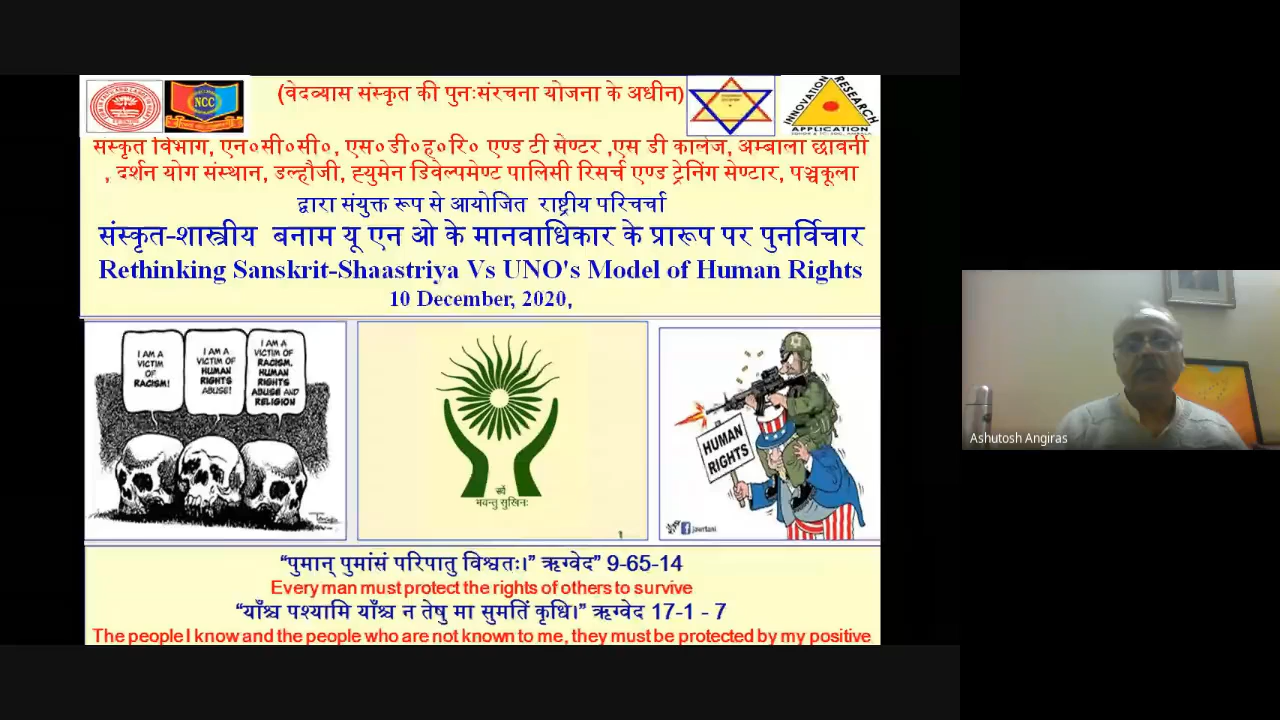 (वेदव्यास संस्कृत की पुनःसंरचना योजना के अधीन)
NCC
INNOVATION RESEARCH
APPLICATION
संस्कृत विभाग, एन०सी०सी०, एस०डी०ह्०रि० एण्ड टी सेण्टर ,एस डी कालेज, अम्बाला छावनी
, दर्शन योग संस्थान, डल्हौजी, ह्युमेन डिवेल्पमेण्ट पालिसी रिसर्च एण्ड ट्रेनिंग सेण्टार, पञ्चकूला
द्वारा संयुक्त रूप से आयोजित राष्ट्रीय परिचर्चा
संस्कृत-शास्त्रीय बनाम यू एन ओ के मानवाधिकार के प्रारूप पर पुनर्विचार
Rethinking Sanskrit-Shaastriya Vs UNO's Model of Human Rights
10 December, 2020,
I AM A
VICTIM
OF
RACISM!
I AM A
VICTIM OF
HUMAN
RIGHTS
ABUSE!
I AM A
VICTIM OF
RACISM,
HUMAN
RIGHTS
ABUSE AND
RELIGION
सर्वे
भवन्तु सुखिनः
1
HUMAN
RIGHTS
“पुमान् पुमांसं परिपातु विश्वतः।” ऋग्वेद” 9-65-14
Every man must protect the rights of others to survive
“याँश्च पश्यामि याँश्च न तेषु मा सुमतिं कृधि।” ऋग्वेद 17-1 - 7
The people I know and the people who are not known to me, they must be protected by my positive
Ashutosh Angiras